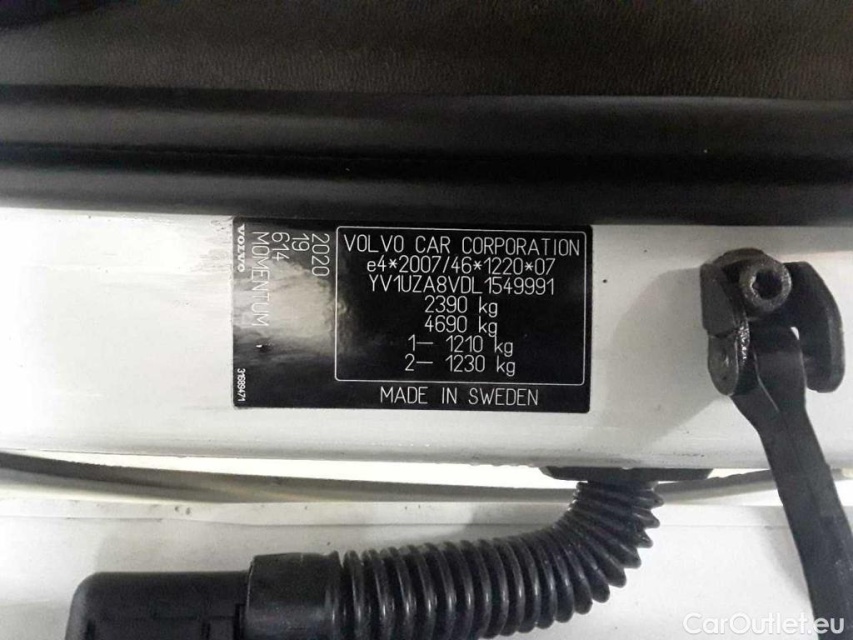 VOLVO CAR CORPORATION
e4*2007/46*1220*07
YV1UZA8VDL1549991
2390 kg
4690 kg
1– 1210 kg
2– 1230 kg
MADE IN SWEDEN
2020
19
614
MOMENTUM
VOLVO
31689471
CarOutlet.eu